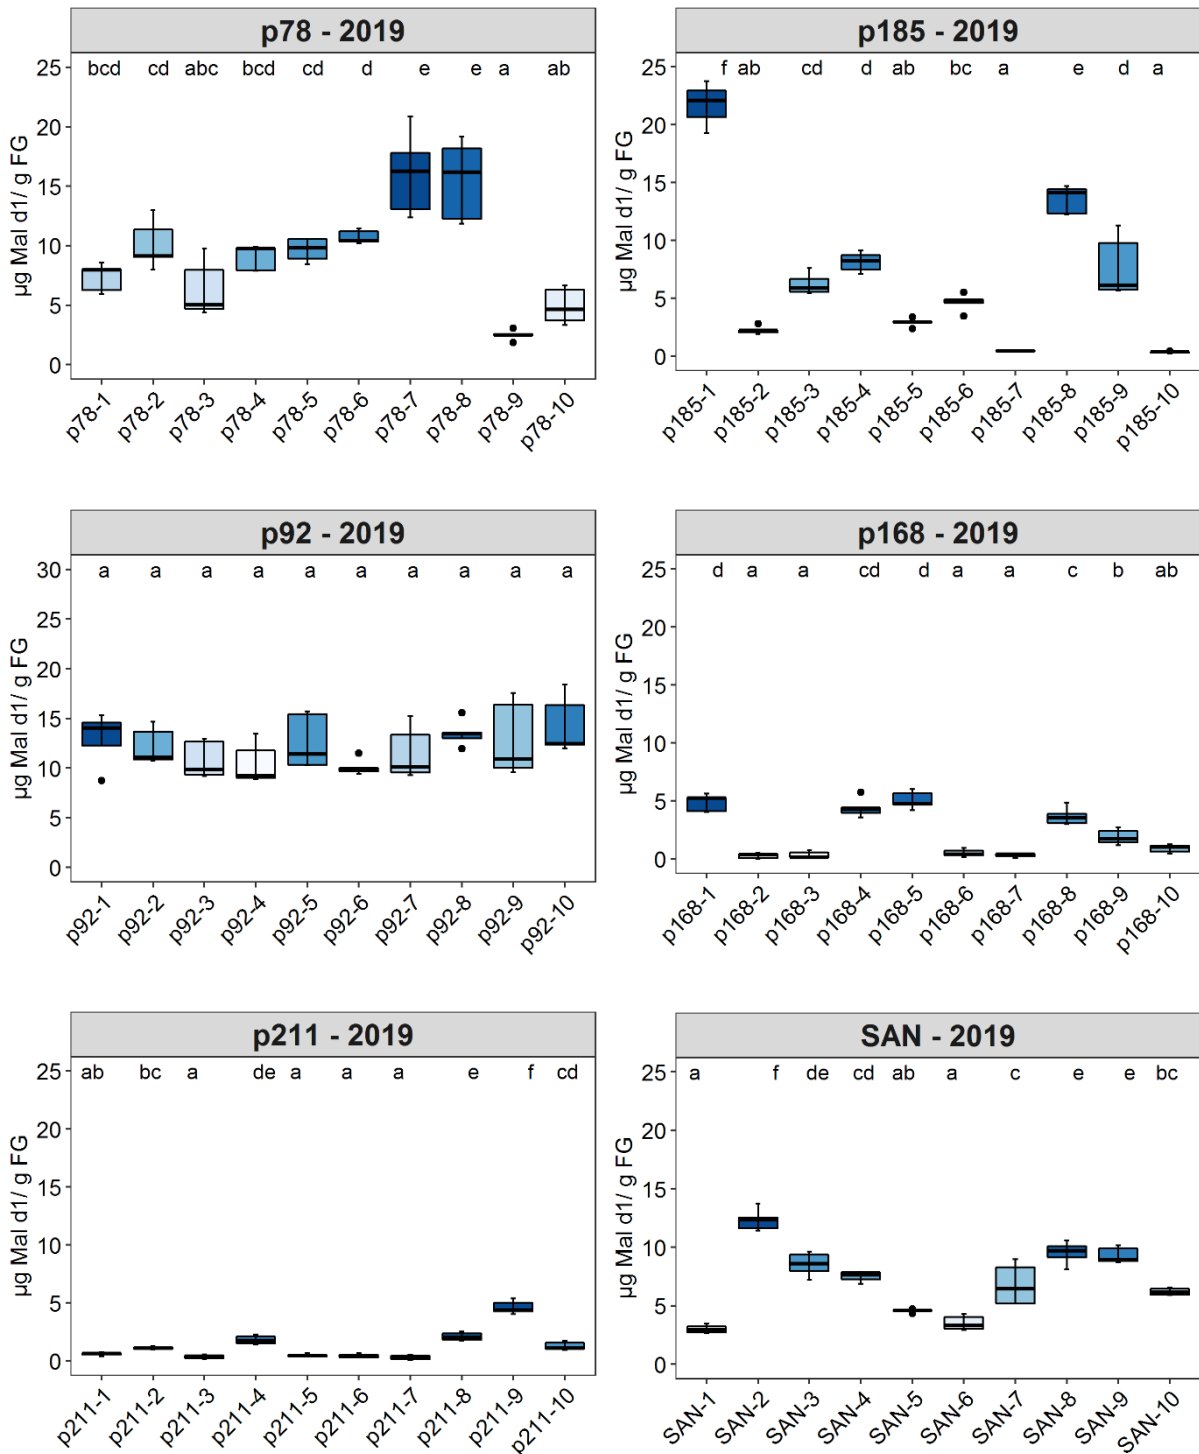 p78 - 2019
bcd cd abc bcd cd d e e a ab
25
20
15
10
5
0
µg Mal d1/ g FG
p78-1 p78-2 p78-3 p78-4 p78-5 p78-6 p78-7 p78-8 p78-9 p78-10
p185 - 2019
f ab cd d ab bc a e d a
25
20
15
10
5
0
µg Mal d1/ g FG
p185-1 p185-2 p185-3 p185-4 p185-5 p185-6 p185-7 p185-8 p185-9 p185-10
p92 - 2019
a a a a a a a a a a
30
25
20
15
10
5
0
µg Mal d1/ g FG
p92-1 p92-2 p92-3 p92-4 p92-5 p92-6 p92-7 p92-8 p92-9 p92-10
p168 - 2019
d a a cd d a a c b ab
25
20
15
10
5
0
µg Mal d1/ g FG
p168-1 p168-2 p168-3 p168-4 p168-5 p168-6 p168-7 p168-8 p168-9 p168-10
p211 - 2019
ab bc a de a a a e f cd
25
20
15
10
5
0
µg Mal d1/ g FG
p211-1 p211-2 p211-3 p211-4 p211-5 p211-6 p211-7 p211-8 p211-9 p211-10
SAN - 2019
a f de cd ab a c e e bc
25
20
15
10
5
0
µg Mal d1/ g FG
SAN-1 SAN-2 SAN-3 SAN-4 SAN-5 SAN-6 SAN-7 SAN-8 SAN-9 SAN-10